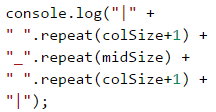 console.log("|" +
" ".repeat(colSize+1) +
"_".repeat(midSize) +
" ".repeat(colSize+1) +
"|");